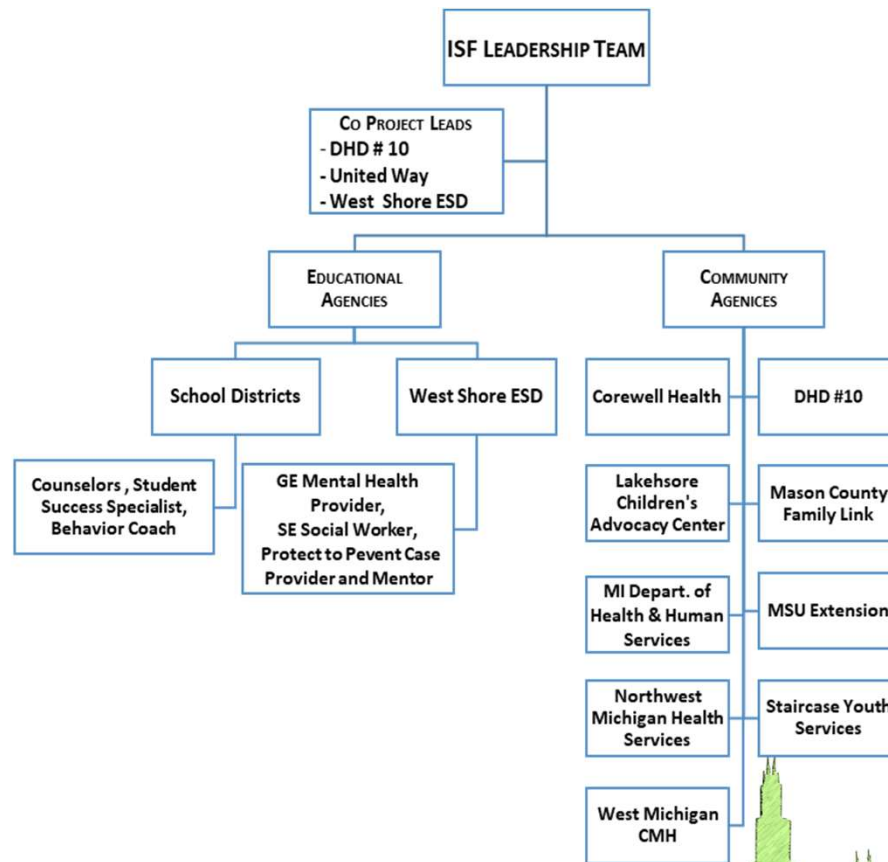 ISF LEADERSHIP TEAM
CO PROJECT LEADS
- DHD # 10
- United Way
- West Shore ESD
EDUCATIONAL
AGENCIES
COMMUNITY
AGENICES
School Districts
West Shore ESD
Counselors , Student
Success Specialist,
Behavior Coach
GE Mental Health
Provider,
SE Social Worker,
Protect to Pevent Case
Provider and Mentor
Corewell Health
DHD #10
Lakehsore
Children's
Advocacy Center
Mason County
Family Link
MI Depart. of
Health & Human
Services
MSU Extension
Northwest
Michigan Health
Services
Staircase Youth
Services
West Michigan
CMH